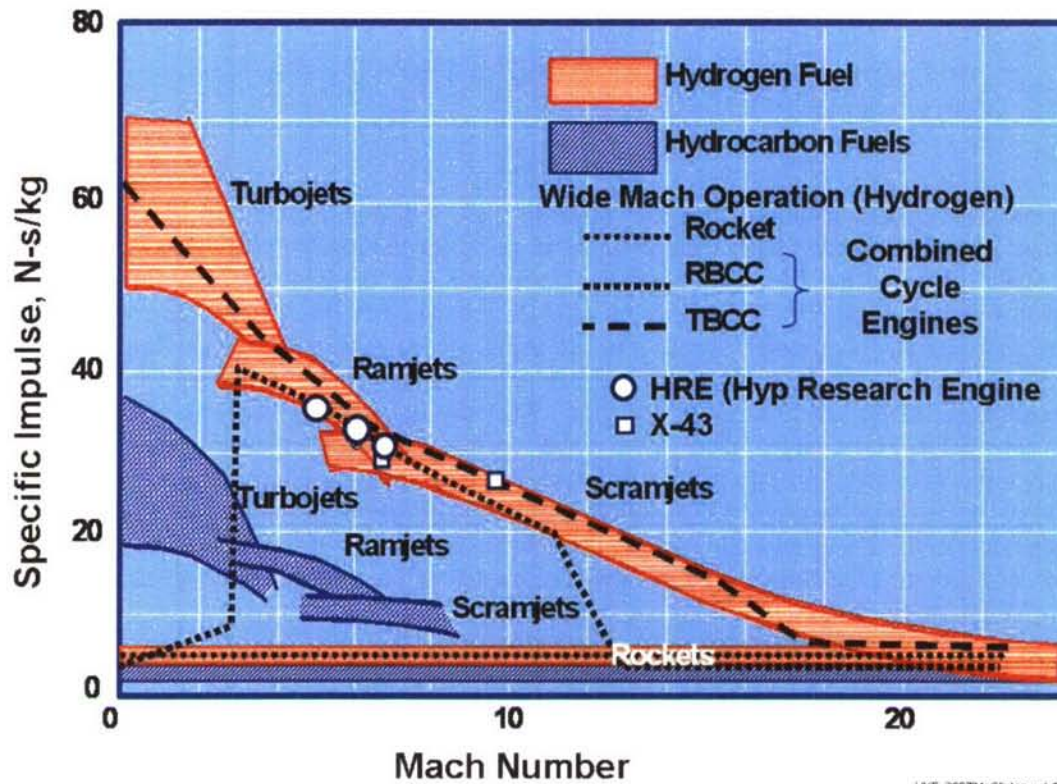 80
60
40
20
0
Specific Impulse, N-s/kg
Hydrogen Fuel
Hydrocarbon Fuels
Wide Mach Operation (Hydrogen)
Rocket
RBCC
TBCC
Combined
Cycle
Engines
HRE (Hyp Research Engine
X-43
Turbojets
Ramjets
Scramjets
Turbojets
Ramjets
Scramjets
Rockets
0
10
20
Mach Number